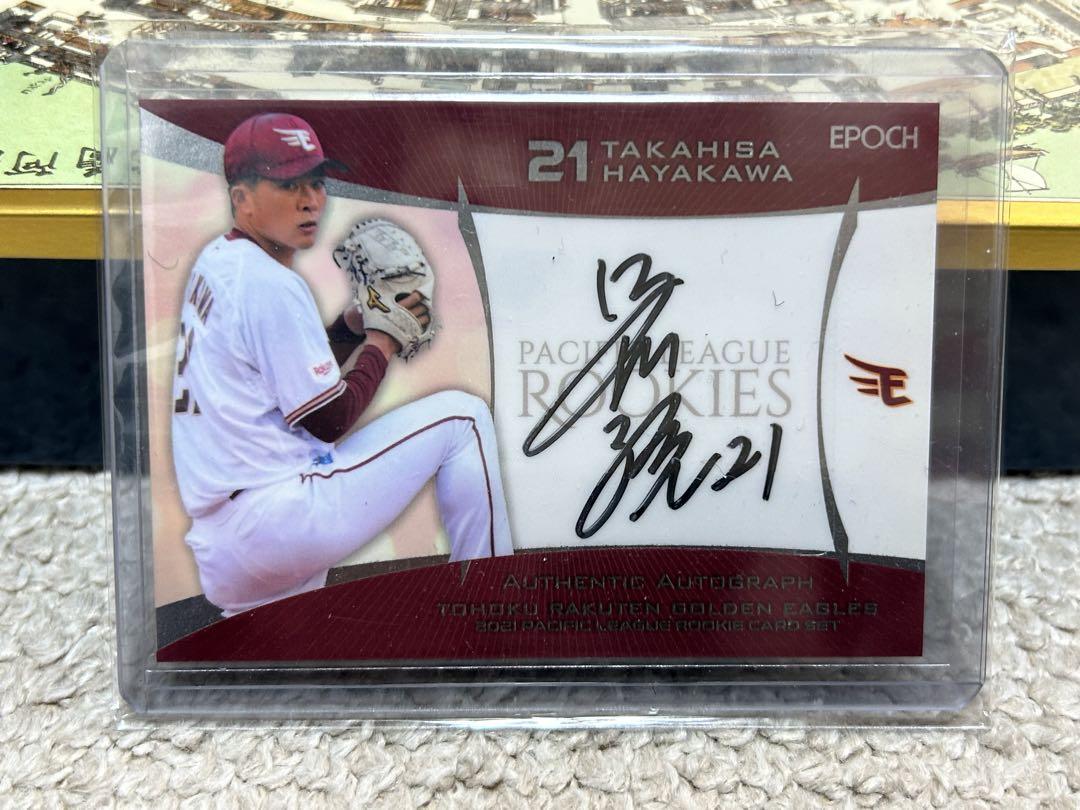 21 TAKAHISA
HAYAKAWA
EPOCH
PACIFIC LEAGUE
ROOKIES
21
AUTHENTIC AUTOGRAPH
TOHOKU RAKUTEN GOLDEN EAGLES
2021 PACIFIC LEAGUE ROOKIE CARD SET